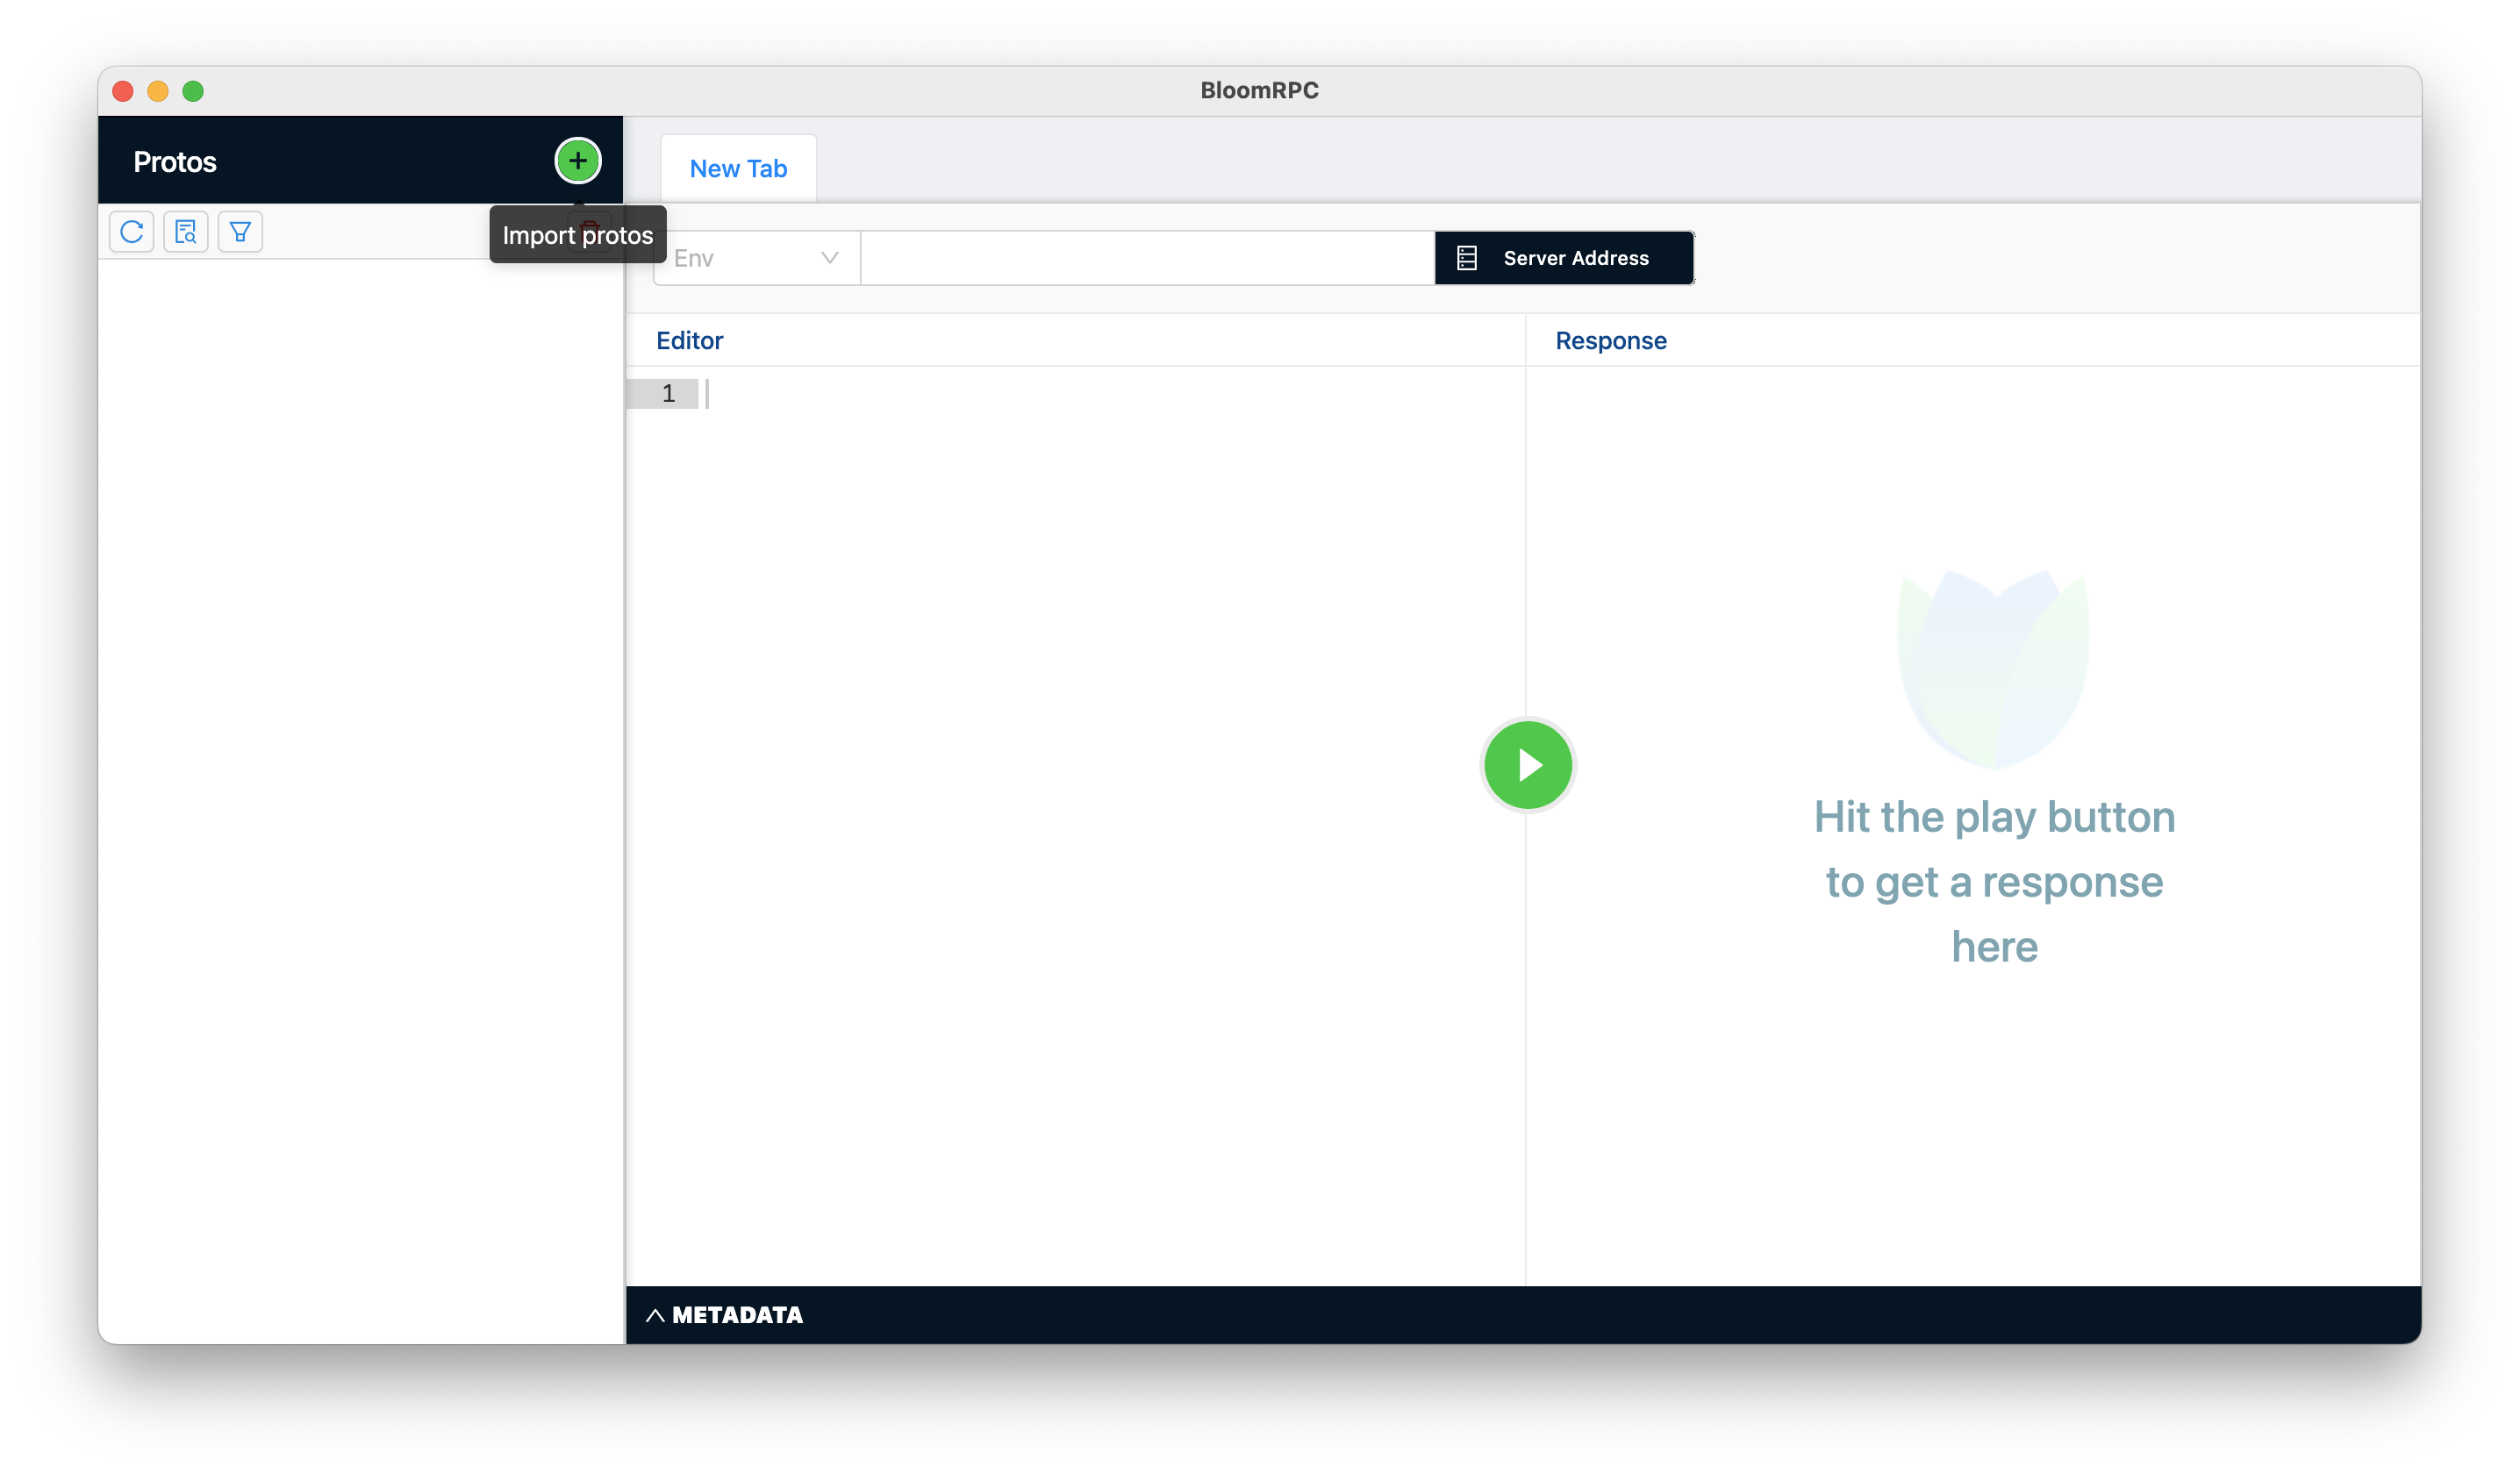 BloomRPC
Protos
New Tab
Import protos
Env
Server Address
Editor
Response
1
Hit the play button
to get a response
here
METADATA